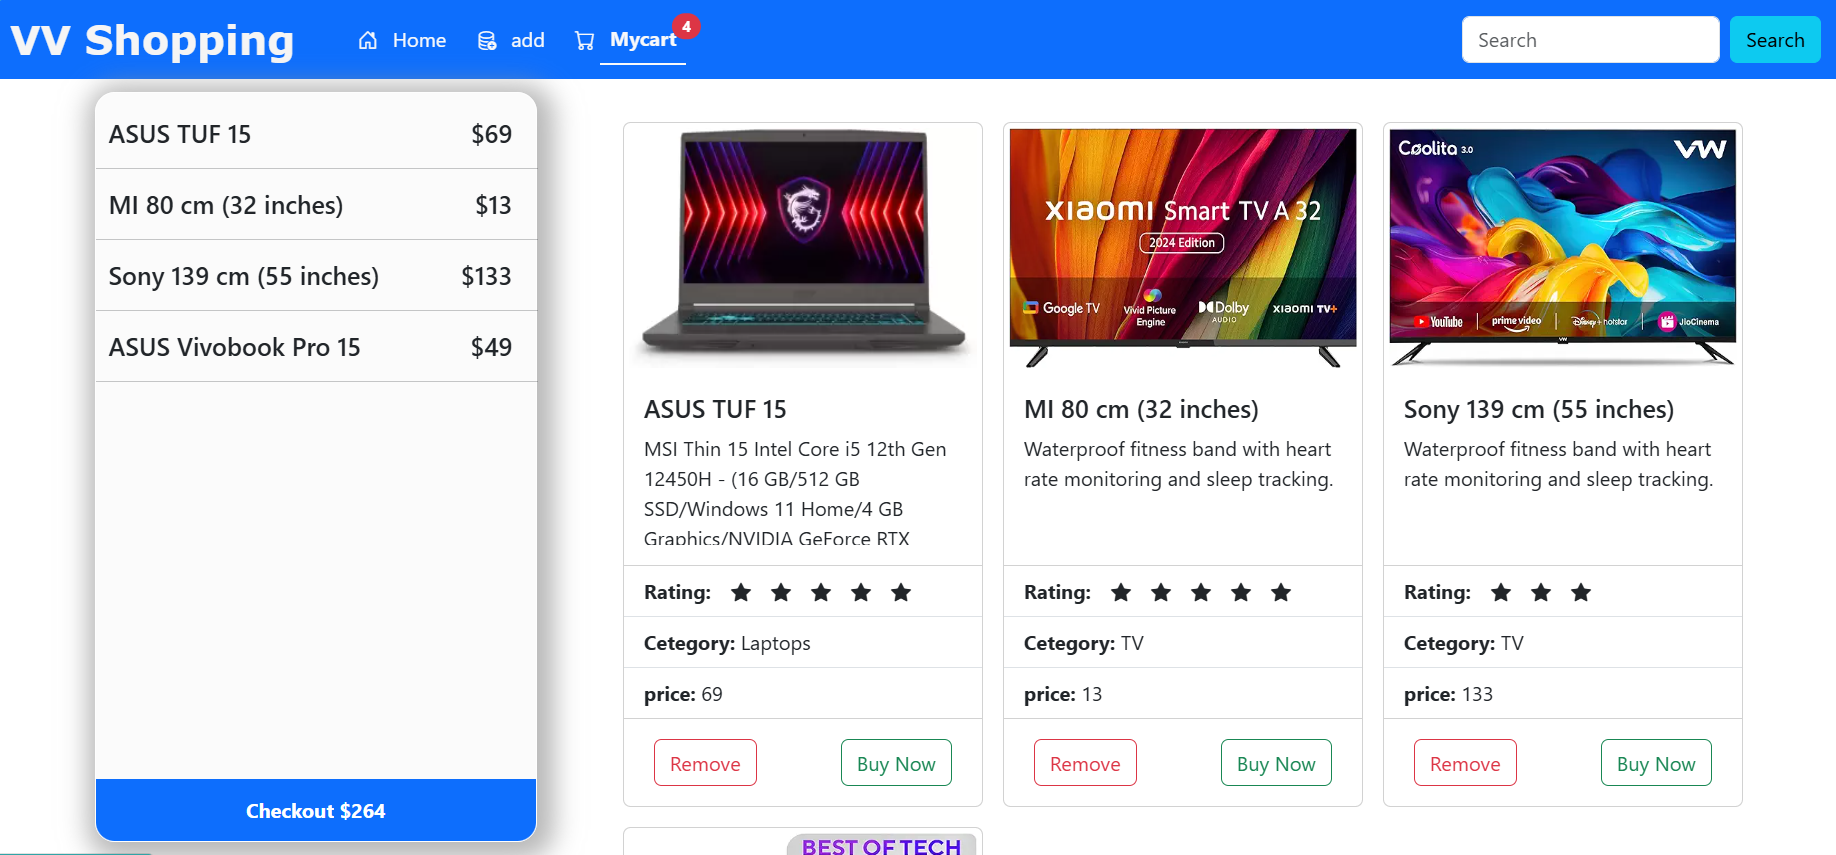 VV Shopping
Home
add
Mycart
4
Search
Search
ASUS TUF 15
$69
MI 80 cm (32 inches)
$13
Sony 139 cm (55 inches)
$133
ASUS Vivobook Pro 15
$49
Checkout $264
xiaomi Smart TV A 32
2024 Edition
Google TV
Vivid Picture
Engine
Dolby
AUDIO
xiaomi TV+
Coolita 3.0
VW
YouTube
prime video
Disney+ hotstar
JioCinema
VW
ASUS TUF 15
MSI Thin 15 Intel Core i5 12th Gen
12450H - (16 GB/512 GB
SSD/Windows 11 Home/4 GB
Graphics/NVIDIA GeForce RTX
Rating:
Cetegory: Laptops
price: 69
Remove
Buy Now
MI 80 cm (32 inches)
Waterproof fitness band with heart
rate monitoring and sleep tracking.
Rating:
Cetegory: TV
price: 13
Remove
Buy Now
Sony 139 cm (55 inches)
Waterproof fitness band with heart
rate monitoring and sleep tracking.
Rating:
Cetegory: TV
price: 133
Remove
Buy Now
BEST OF TECH